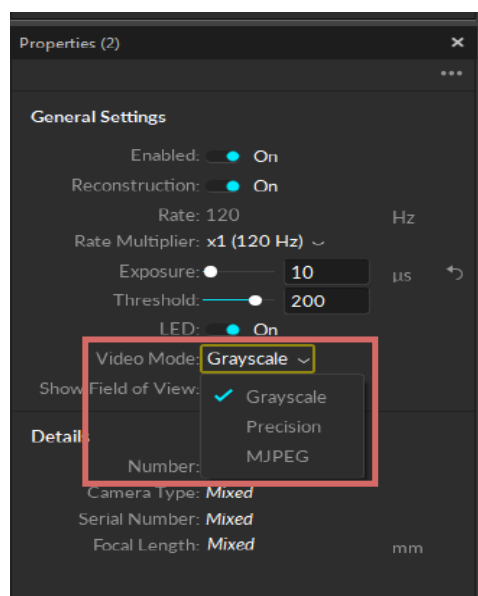 Properties (2)
General Settings
Enabled: On
Reconstruction: On
Rate: 120 Hz
Rate Multiplier: x1 (120 Hz)
Exposure: 10 µs
Threshold: 200
LED: On
Video Mode: Grayscale
Show Field of View:
Grayscale
Precision
MJPEG
Details
Number:
Camera Type: Mixed
Serial Number: Mixed
Focal Length: Mixed mm